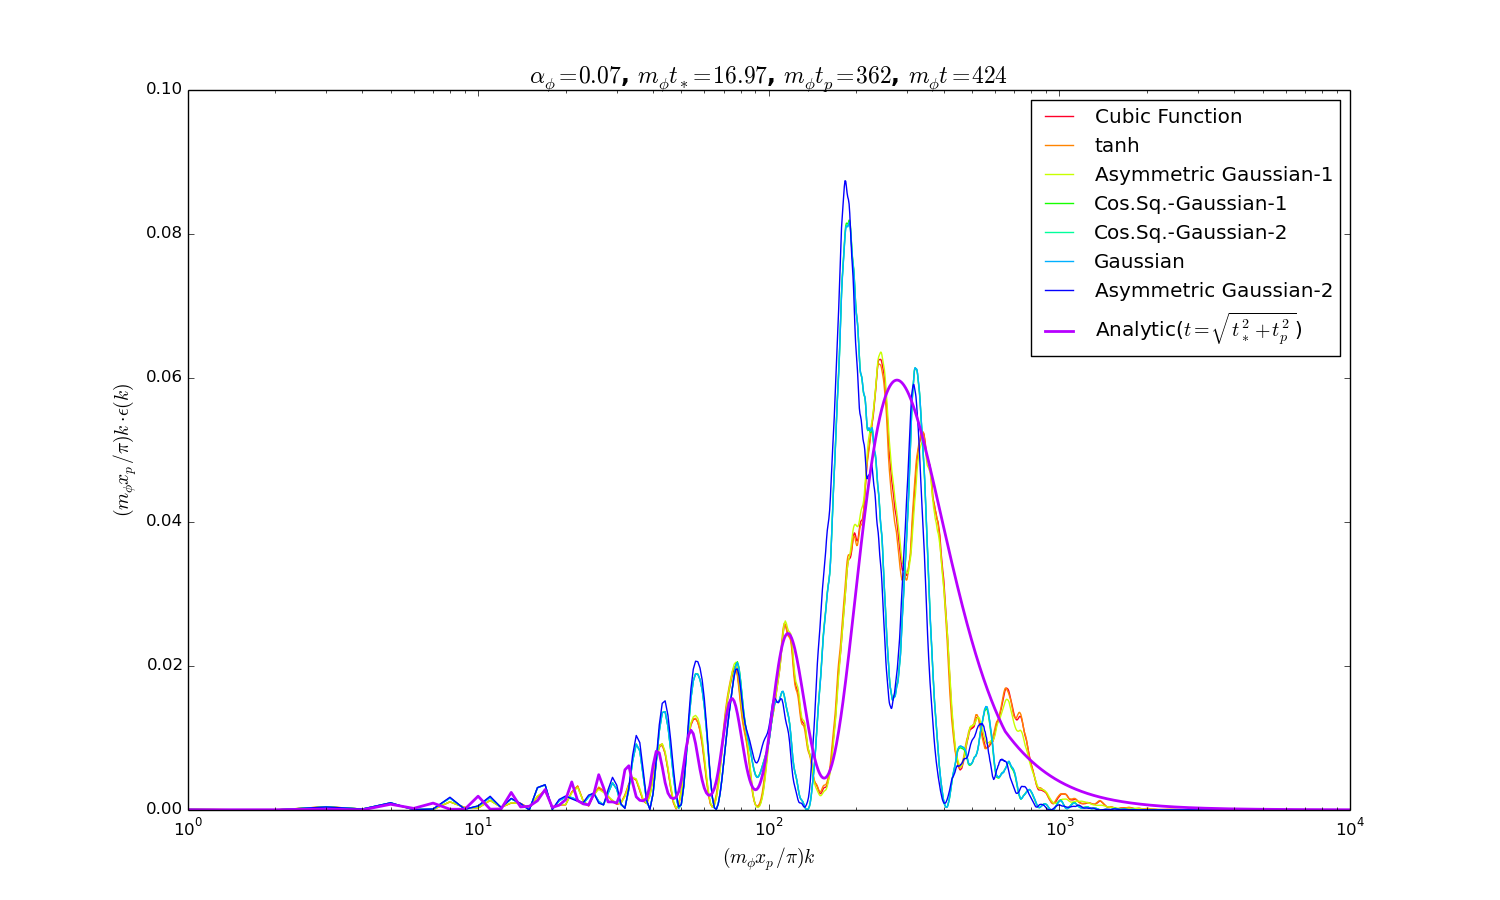 α_ϕ=0.07, m_ϕt_*=16.97, m_ϕt_p=362, m_ϕt=424
0.10
0.08
0.06
0.04
0.02
0.00
(m_ϕx_p/π)k·ϵ(k)
Cubic Function
tanh
Asymmetric Gaussian-1
Cos.Sq.-Gaussian-1
Cos.Sq.-Gaussian-2
Gaussian
Asymmetric Gaussian-2
Analytic(t=√(t_*^2+t_p^2))
10^0 10^1 10^2 10^3 10^4
(m_ϕx_p/π)k